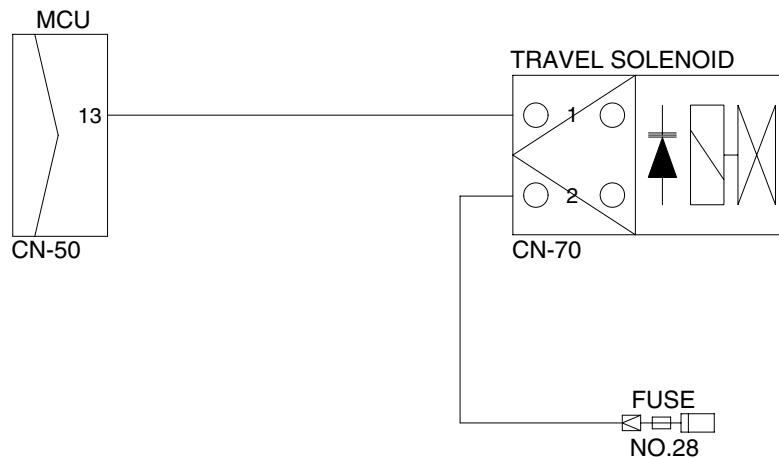 MCU
TRAVEL SOLENOID
13
1
2
CN-50
CN-70
FUSE
NO.28